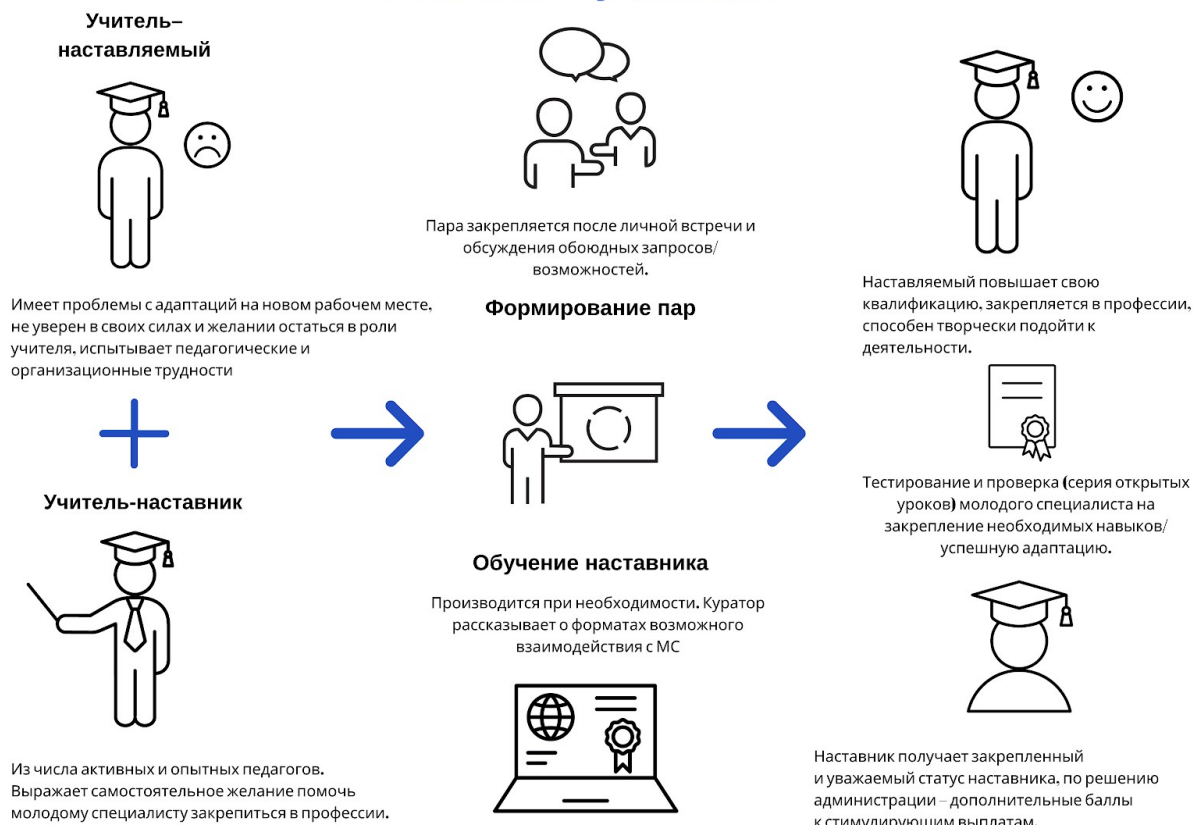 Учитель–
наставляемый
Имеет проблемы с адаптаций на новом рабочем месте,
не уверен в своих силах и желании остаться в роли
учителя, испытывает педагогические и
организационные трудности
Учитель-наставник
Из числа активных и опытных педагогов.
Выражает самостоятельное желание помочь
молодому специалисту закрепиться в профессии.
Пара закрепляется после личной встречи и
обсуждения обоюдных запросов/
возможностей.
Формирование пар
Обучение наставника
Производится при необходимости. Куратор
рассказывает о форматах возможного
взаимодействия с МС
Наставляемый повышает свою
квалификацию, закрепляется в профессии,
способен творчески подойти к
деятельности.
Тестирование и проверка (серия открытых
уроков) молодого специалиста на
закрепление необходимых навыков/
успешную адаптацию.
Наставник получает закрепленный
и уважаемый статус наставника, по решению
администрации – дополнительные баллы
к стимулирующим выплатам.